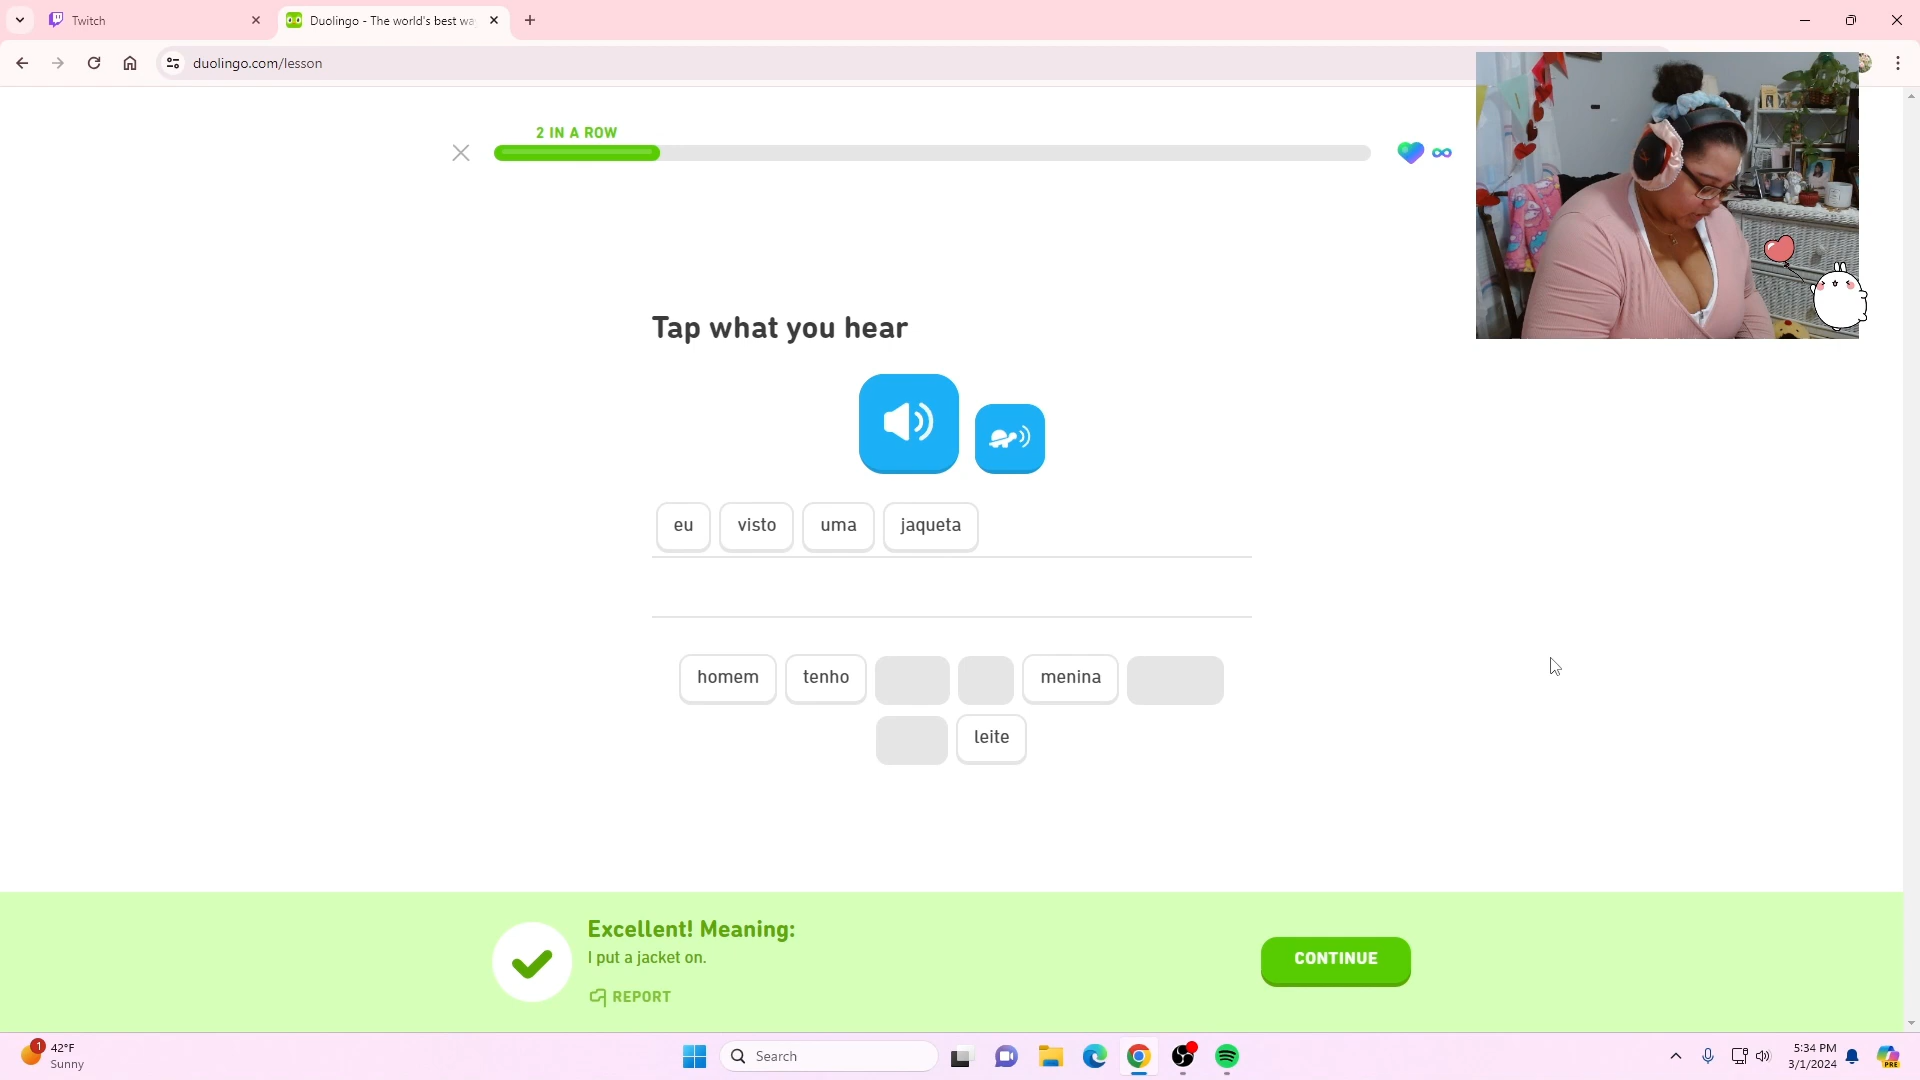 Twitch
Duolingo - The world's best wa
duolingo.com/lesson
2 IN A ROW
Tap what you hear
eu visto uma jaqueta
homem tenho menina
leite
Excellent! Meaning:
I put a jacket on.
REPORT
CONTINUE
1
42°F
Sunny
Search
5:34 PM
3/1/2024
PRE